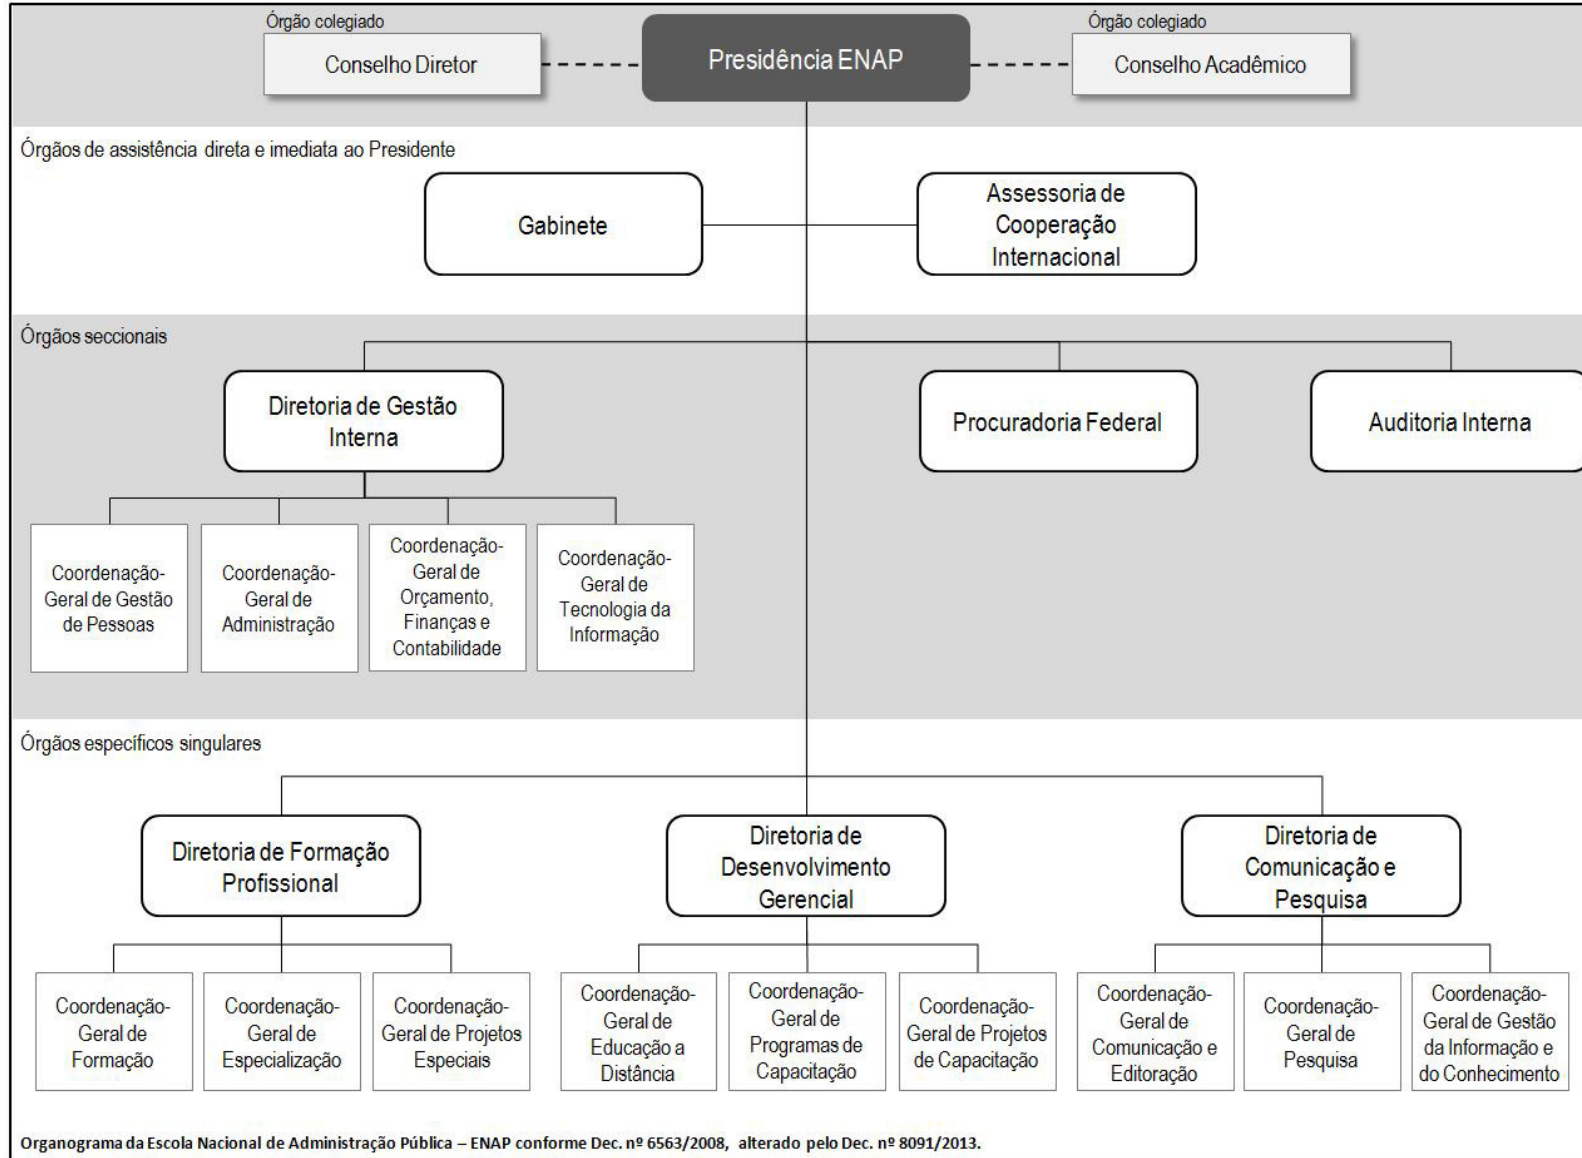 Órgão colegiado
Conselho Diretor
Presidência ENAP
Órgão colegiado
Conselho Acadêmico
Órgãos de assistência direta e imediata ao Presidente
Gabinete
Assessoria de
Cooperação
Internacional
Órgãos seccionais
Diretoria de Gestão
Interna
Procuradoria Federal
Auditoria Interna
Coordenação-
Geral de Gestão
de Pessoas
Coordenação-
Geral de
Administração
Coordenação-
Geral de
Orçamento,
Finanças e
Contabilidade
Coordenação-
Geral de
Tecnologia da
Informação
Órgãos específicos singulares
Diretoria de Formação
Profissional
Diretoria de
Desenvolvimento
Gerencial
Diretoria de
Comunicação e
Pesquisa
Coordenação-
Geral de
Formação
Coordenação-
Geral de
Especialização
Coordenação-
Geral de Projetos
Especiais
Coordenação-
Geral de
Educação a
Distância
Coordenação-
Geral de
Programas de
Capacitação
Coordenação-
Geral de Projetos
de Capacitação
Coordenação-
Geral de
Comunicação e
Editoração
Coordenação-
Geral de
Pesquisa
Coordenação-
Geral de Gestão
da Informação e
do Conhecimento
Organograma da Escola Nacional de Administração Pública – ENAP conforme Dec. nº 6563/2008, alterado pelo Dec. nº 8091/2013.